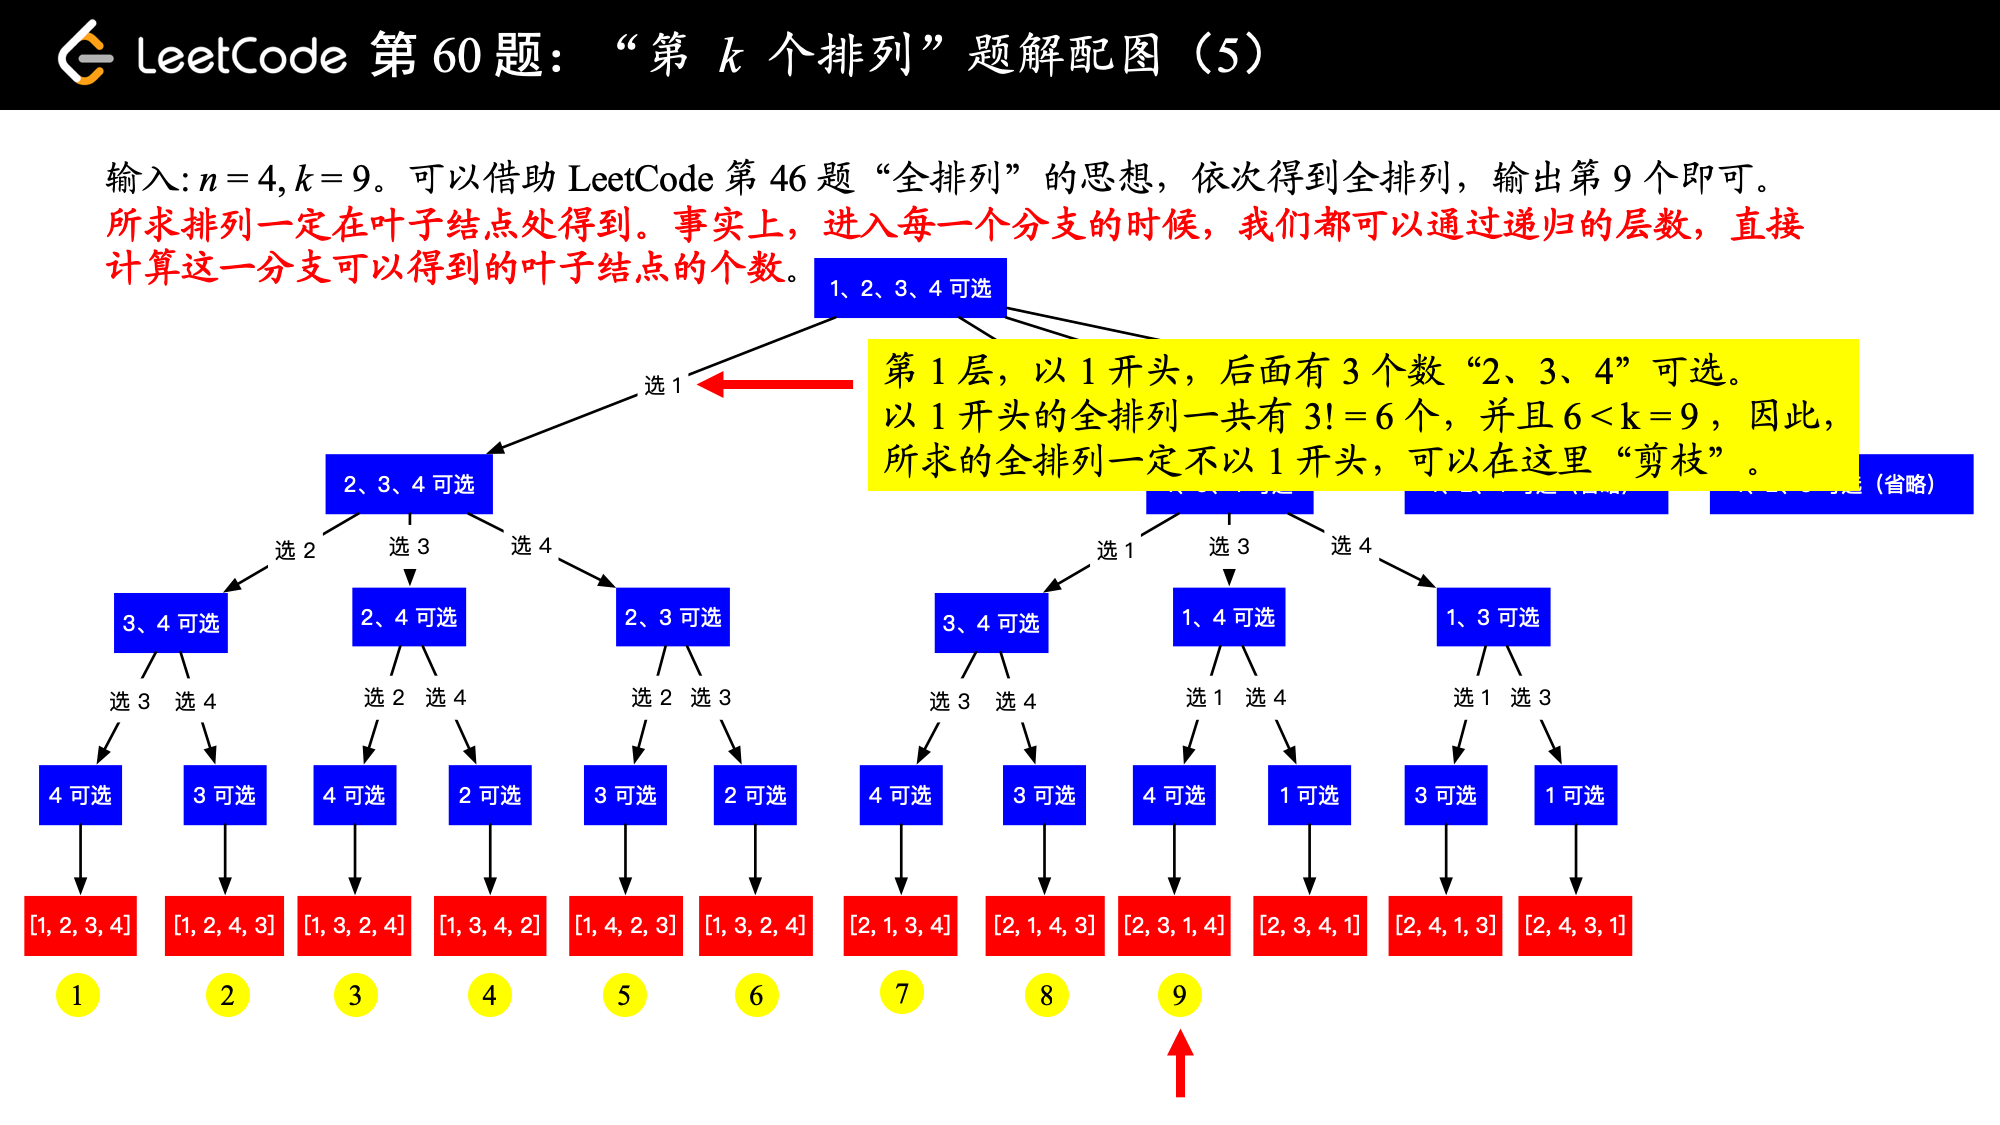 LeetCode 第 60 题：“第 k 个排列”题解配图（5）
输入: n = 4, k = 9。可以借助 LeetCode 第 46 题“全排列”的思想，依次得到全排列，输出第 9 个即可。
所求排列一定在叶子结点处得到。事实上，进入每一个分支的时候，我们都可以通过递归的层数，直接
计算这一分支可以得到的叶子结点的个数。
1、2、3、4 可选
第 1 层，以 1 开头，后面有 3 个数“2、3、4”可选。
选 1
以 1 开头的全排列一共有 3! = 6 个，并且 6 < k = 9 ，因此，
所求的全排列一定不以 1 开头，可以在这里“剪枝”。
2、3、4 可选
（省略）
选 2
选 3
选 4
选 1
选 3
选 4
3、4 可选
2、4 可选
2、3 可选
3、4 可选
1、4 可选
1、3 可选
选 3
选 4
选 2
选 4
选 2
选 3
选 3
选 4
选 1
选 4
选 1
选 3
4 可选
3 可选
4 可选
2 可选
3 可选
2 可选
4 可选
3 可选
4 可选
1 可选
3 可选
1 可选
[1, 2, 3, 4]
[1, 2, 4, 3]
[1, 3, 2, 4]
[1, 3, 4, 2]
[1, 4, 2, 3]
[1, 3, 2, 4]
[2, 1, 3, 4]
[2, 1, 4, 3]
[2, 3, 1, 4]
[2, 3, 4, 1]
[2, 4, 1, 3]
[2, 4, 3, 1]
1
2
3
4
5
6
7
8
9